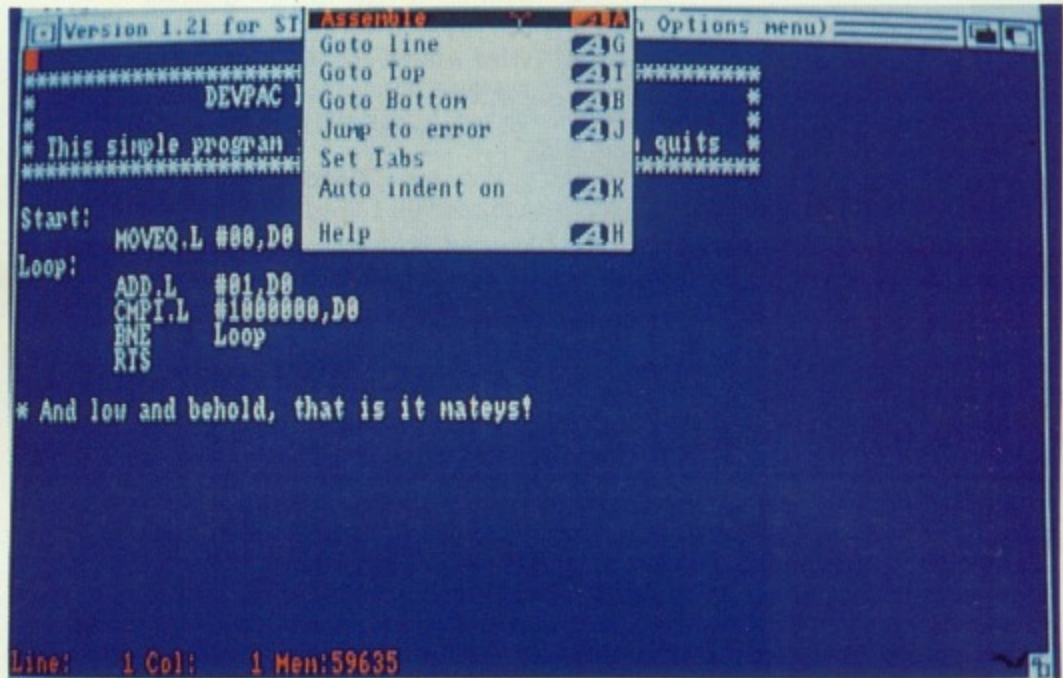 Version 1.21 for SI
Options menu)
Assemble A
Goto line G
Goto Top T
Goto Bottom B
Jump to error J
Set Tabs
Auto indent on K
Help H
************************** **********
* DEVPAC *
* *
* This simple program quits *
************************** **********
Start:
MOVEQ.L #00,D0
Loop:
ADD.L #01,D0
CMPI.L #1000000,D0
BNE Loop
RTS
* And low and behold, that is it mateys!
Line: 1 Col: 1 Mem:59635